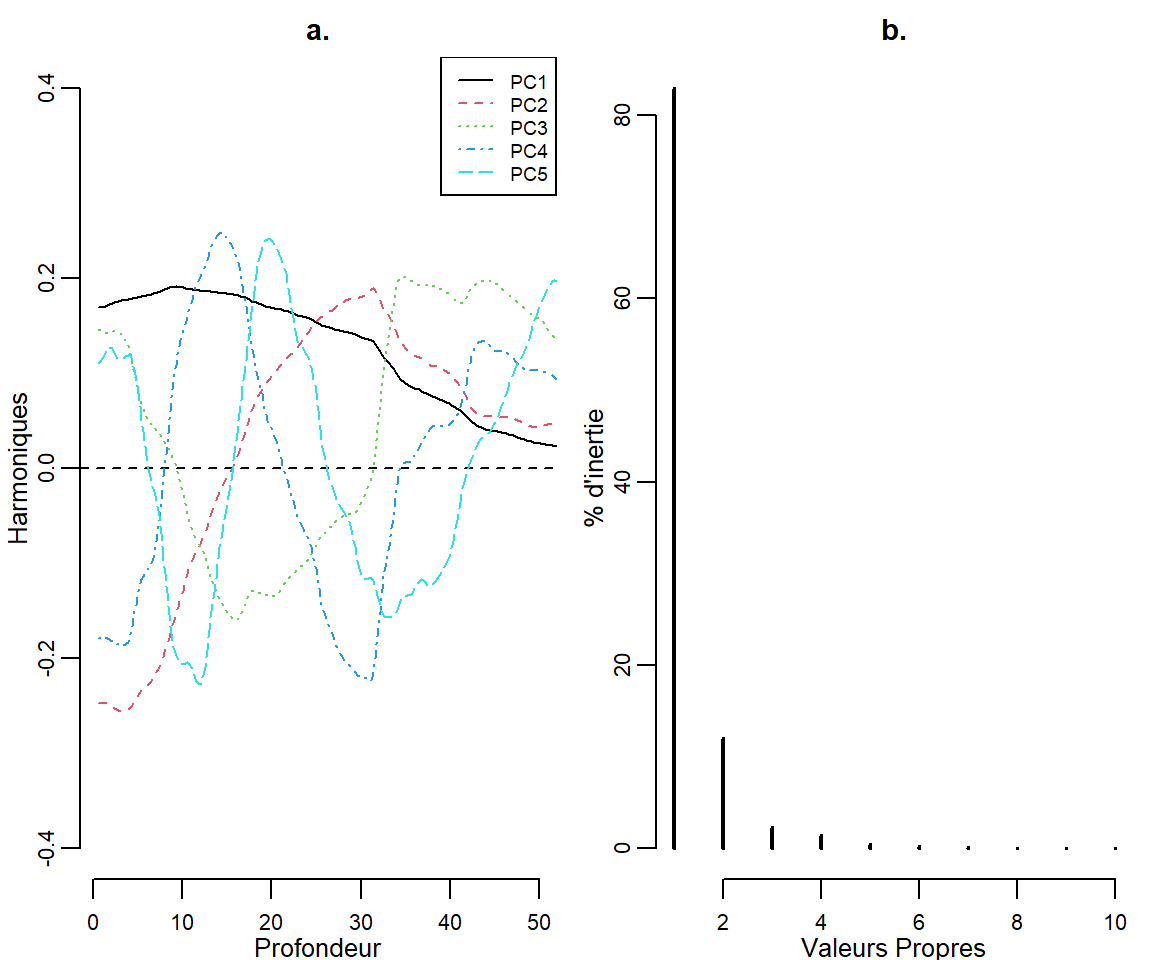 a.
PC1
PC2
PC3
PC4
PC5
0.4
0.2
0.0
-0.2
-0.4
Harmoniques
0 10 20 30 40 50
Profondeur
b.
80
60
40
20
0
% d'inertie
2 4 6 8 10
Valeurs Propres